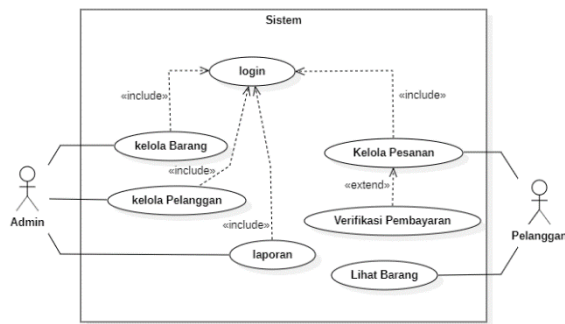 Sistem
login
«include»
«include»
kelola Barang
Kelola Pesanan
«include»
«extend»
Admin
kelola Pelanggan
Verifikasi Pembayaran
Pelanggan
«include»
laporan
Lihat Barang